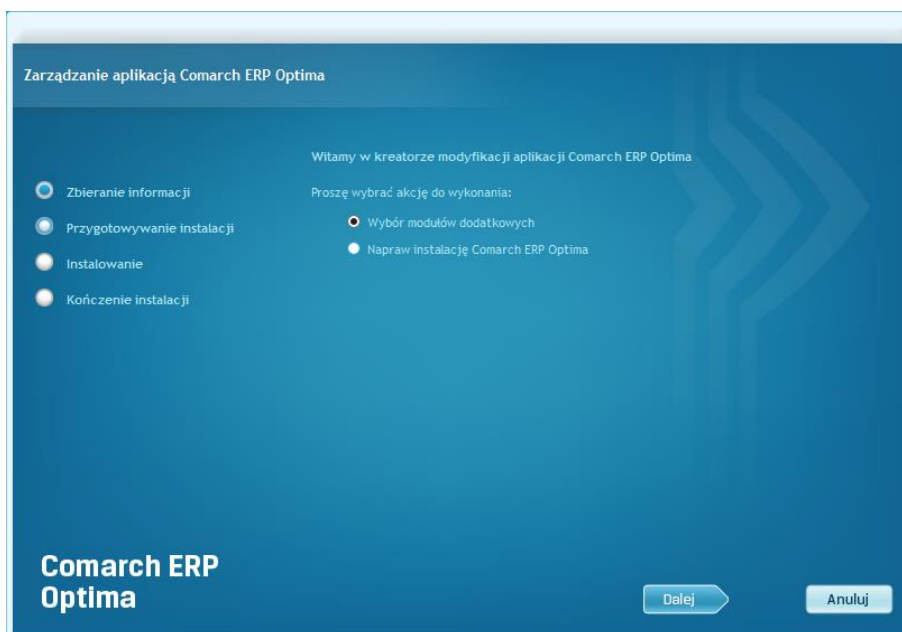 Zarządzanie aplikacją Comarch ERP Optima
Witamy w kreatorze modyfikacji aplikacji Comarch ERP Optima
Zbieranie informacji
Przygotowywanie instalacji
Instalowanie
Kończenie instalacji
Proszę wybrać akcję do wykonania:
Wybór modułów dodatkowych
Napraw instalację Comarch ERP Optima
Comarch ERP
Optima
Dalej
Anuluj